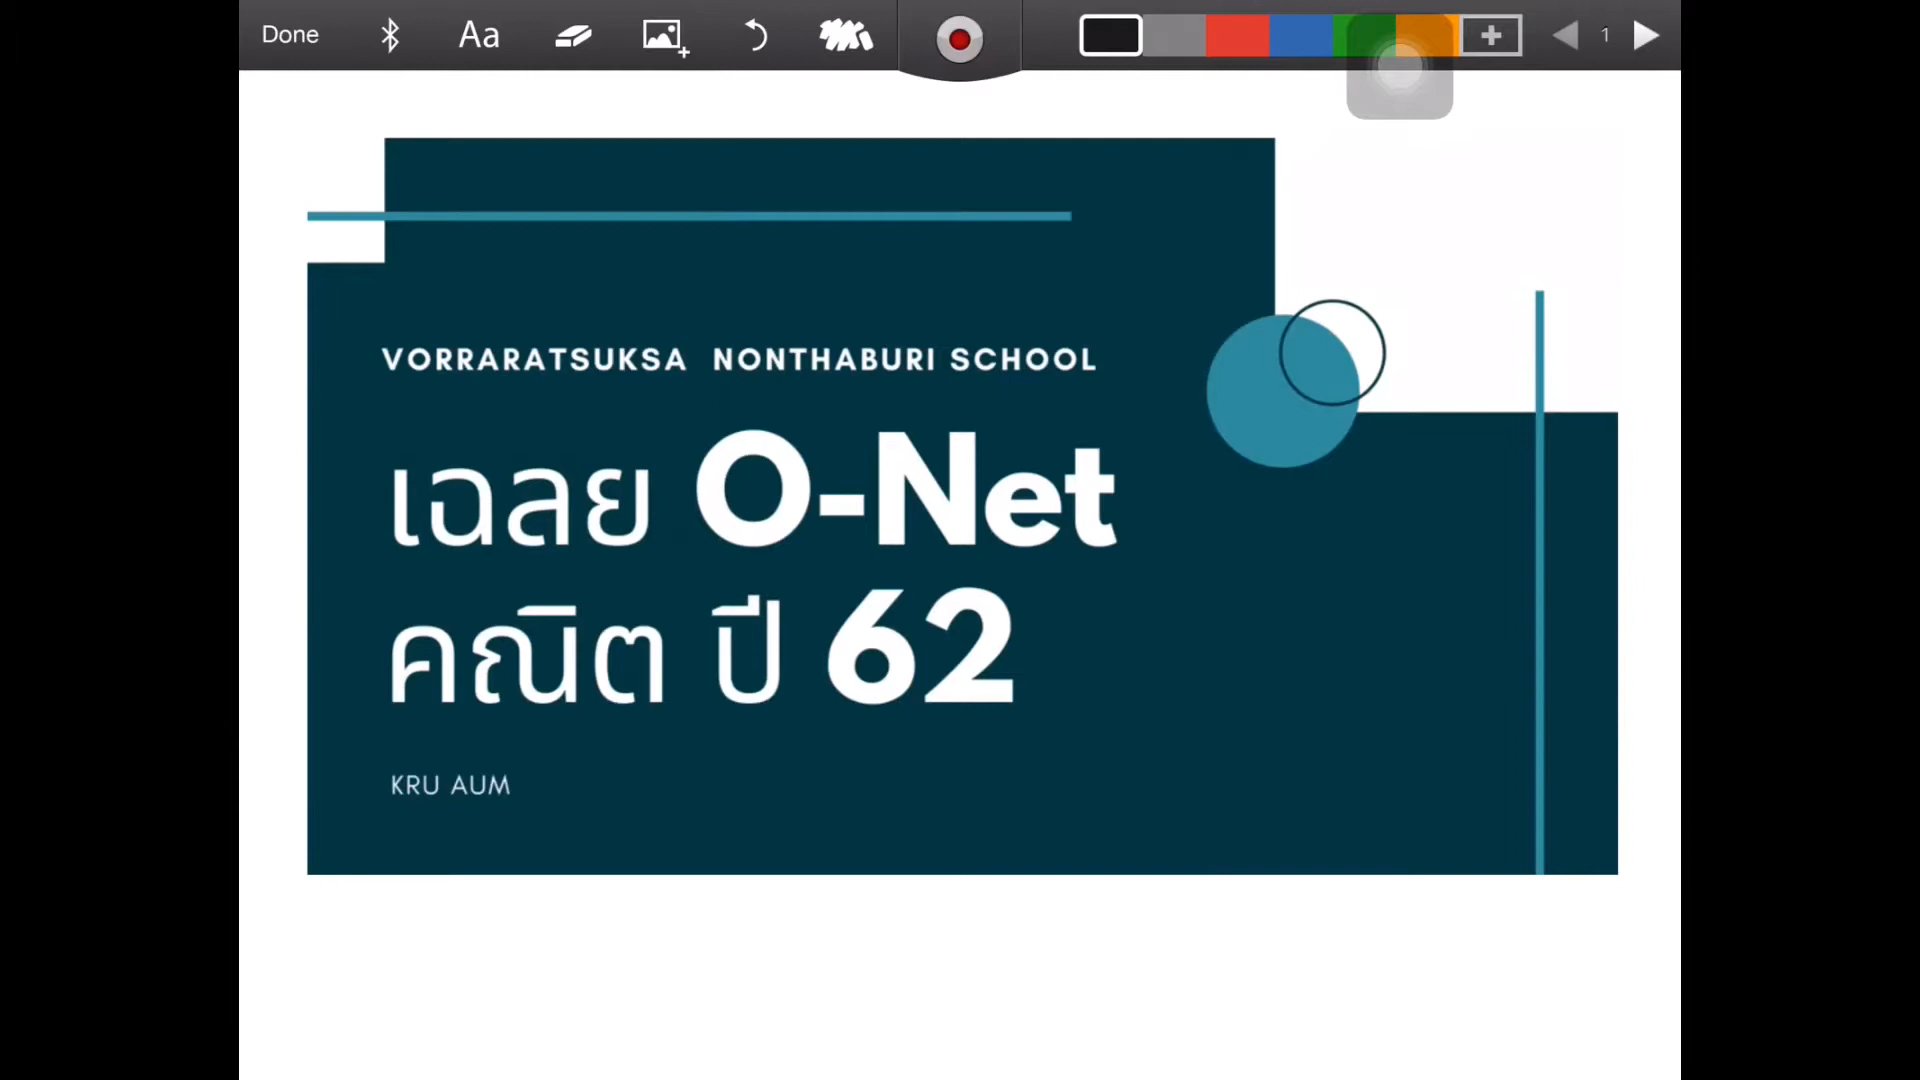 Done
Aa
1
VORRARATSUKSA NONTHABURI SCHOOL
เฉลย O-Net
คณิต ปี 62
KRU AUM